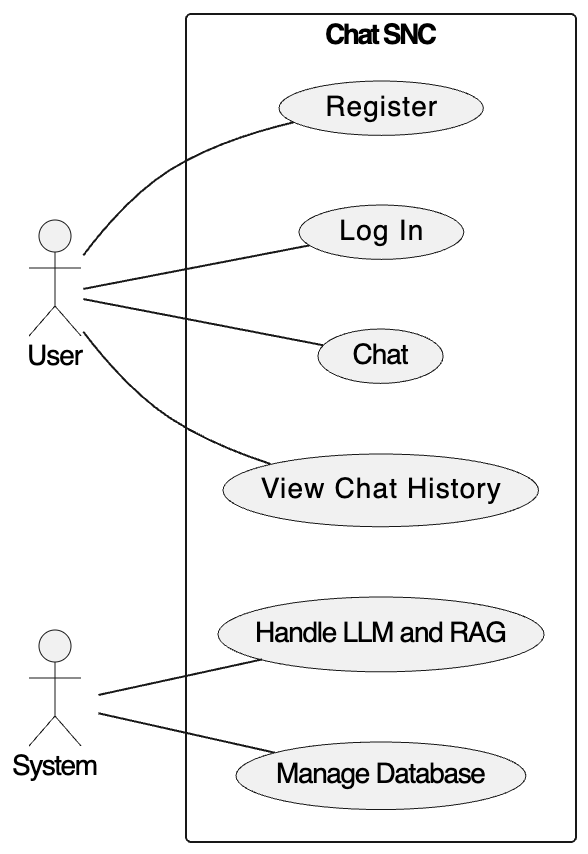 Chat SNC
Register
Log In
Chat
User
View Chat History
Handle LLM and RAG
System
Manage Database